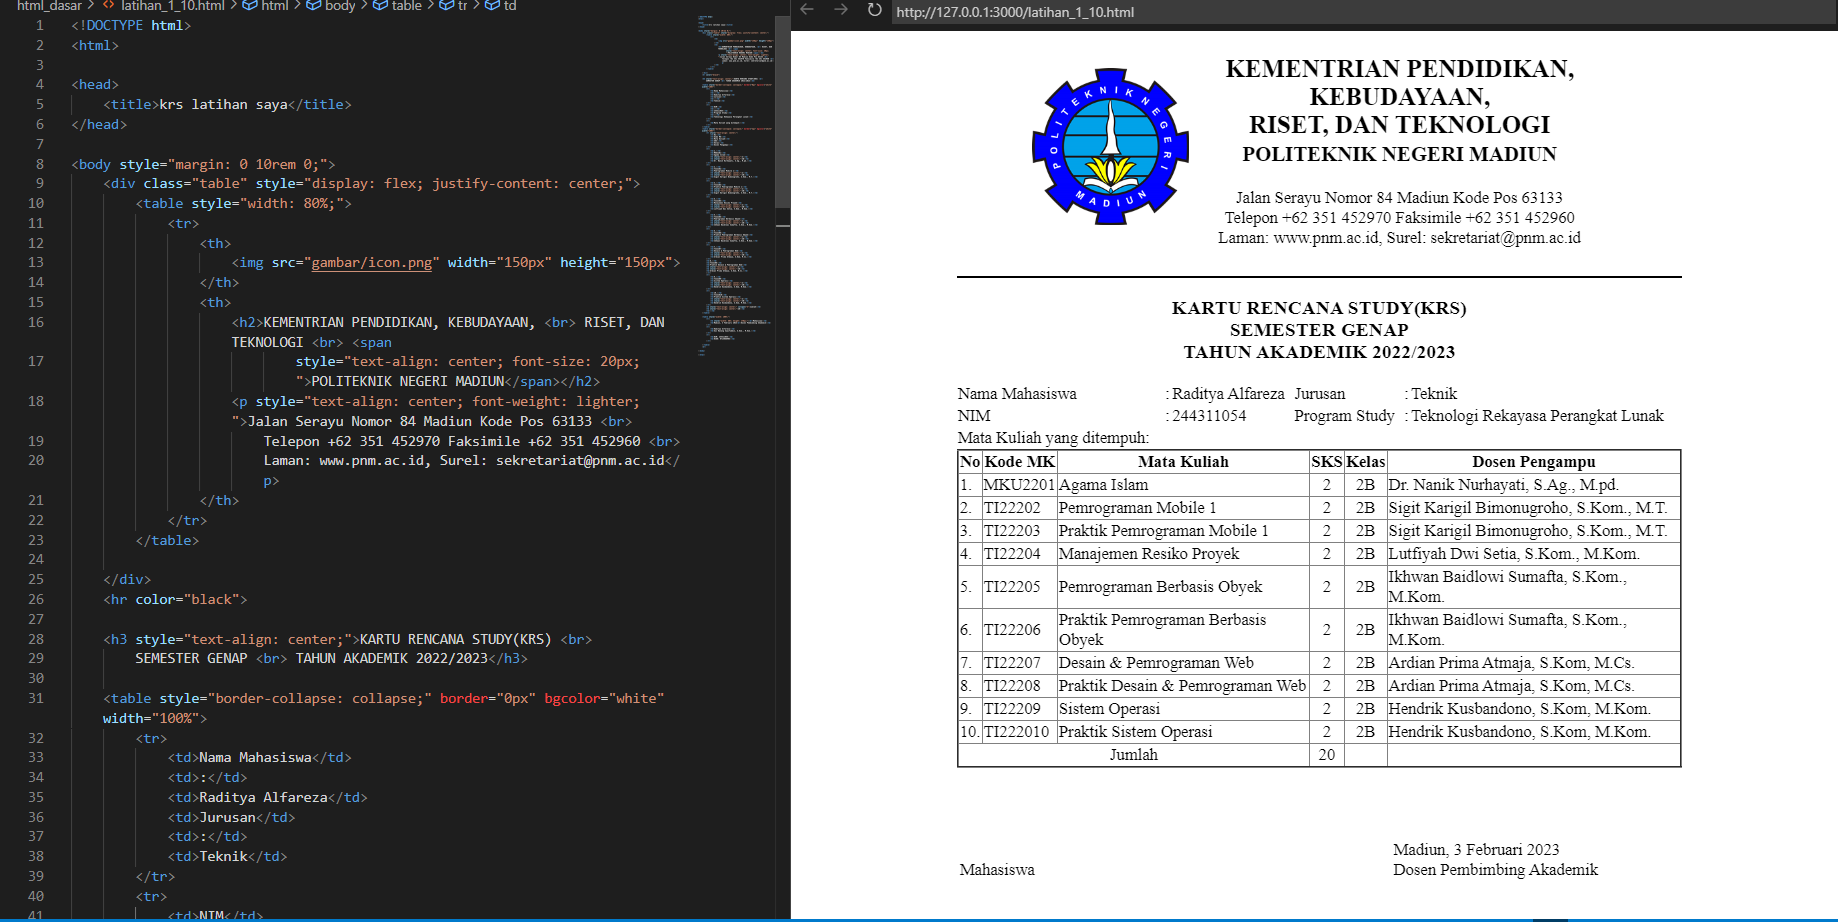 html_dasar > latihan_1_10.html > html > body > table > tr > td
1 <!DOCTYPE html>
2 <html>
3
4 <head>
5 <title>krs latihan saya</title>
6 </head>
7
8 <body style="margin: 0 10rem 0;">
9 <div class="table" style="display: flex; justify-content: center;">
10 <table style="width: 80%;">
11 <tr>
12 <th>
13 <img src="gambar/icon.png" width="150px" height="150px">
14 </th>
15 <th>
16 <h2>KEMENTRIAN PENDIDIKAN, KEBUDAYAAN, <br> RISET, DAN
TEKNOLOGI <br> <span
17 style="text-align: center; font-size: 20px;
">POLITEKNIK NEGERI MADIUN</span></h2>
18 <p style="text-align: center; font-weight: lighter;
">Jalan Serayu Nomor 84 Madiun Kode Pos 63133 <br>
19 Telepon +62 351 452970 Faksimile +62 351 452960 <br>
20 Laman: www.pnm.ac.id, Surel: sekretariat@pnm.ac.id</
p>
21 </th>
22 </tr>
23 </table>
24
25 </div>
26 <hr color="black">
27
28 <h3 style="text-align: center;">KARTU RENCANA STUDY(KRS) <br>
29 SEMESTER GENAP <br> TAHUN AKADEMIK 2022/2023</h3>
30
31 <table style="border-collapse: collapse;" border="0px" bgcolor="white"
width="100%">
32 <tr>
33 <td>Nama Mahasiswa</td>
34 <td>:</td>
35 <td>Raditya Alfareza</td>
36 <td>Jurusan</td>
37 <td>:</td>
38 <td>Teknik</td>
39 </tr>
40 <tr>
41 <td>NIM</td>
http://127.0.0.1:3000/latihan_1_10.html
POLITEKNIK NEGERI
MADIUN
KEMENTRIAN PENDIDIKAN,
KEBUDAYAAN,
RISET, DAN TEKNOLOGI
POLITEKNIK NEGERI MADIUN
Jalan Serayu Nomor 84 Madiun Kode Pos 63133
Telepon +62 351 452970 Faksimile +62 351 452960
Laman: www.pnm.ac.id, Surel: sekretariat@pnm.ac.id
KARTU RENCANA STUDY(KRS)
SEMESTER GENAP
TAHUN AKADEMIK 2022/2023
Nama Mahasiswa : Raditya Alfareza Jurusan : Teknik
NIM : 244311054 Program Study : Teknologi Rekayasa Perangkat Lunak
Mata Kuliah yang ditempuh:
No Kode MK Mata Kuliah SKS Kelas Dosen Pengampu
1. MKU2201 Agama Islam 2 2B Dr. Nanik Nurhayati, S.Ag., M.pd.
2. TI22202 Pemrograman Mobile 1 2 2B Sigit Karigil Bimonugroho, S.Kom., M.T.
3. TI22203 Praktik Pemrograman Mobile 1 2 2B Sigit Karigil Bimonugroho, S.Kom., M.T.
4. TI22204 Manajemen Resiko Proyek 2 2B Lutfiyah Dwi Setia, S.Kom., M.Kom.
5. TI22205 Pemrograman Berbasis Obyek 2 2B Ikhwan Baidlowi Sumafta, S.Kom.,
M.Kom.
6. TI22206 Praktik Pemrograman Berbasis
Obyek 2 2B Ikhwan Baidlowi Sumafta, S.Kom.,
M.Kom.
7. TI22207 Desain & Pemrograman Web 2 2B Ardian Prima Atmaja, S.Kom, M.Cs.
8. TI22208 Praktik Desain & Pemrograman Web 2 2B Ardian Prima Atmaja, S.Kom, M.Cs.
9. TI22209 Sistem Operasi 2 2B Hendrik Kusbandono, S.Kom, M.Kom.
10. TI222010 Praktik Sistem Operasi 2 2B Hendrik Kusbandono, S.Kom, M.Kom.
Jumlah 20
Madiun, 3 Februari 2023
Mahasiswa Dosen Pembimbing Akademik